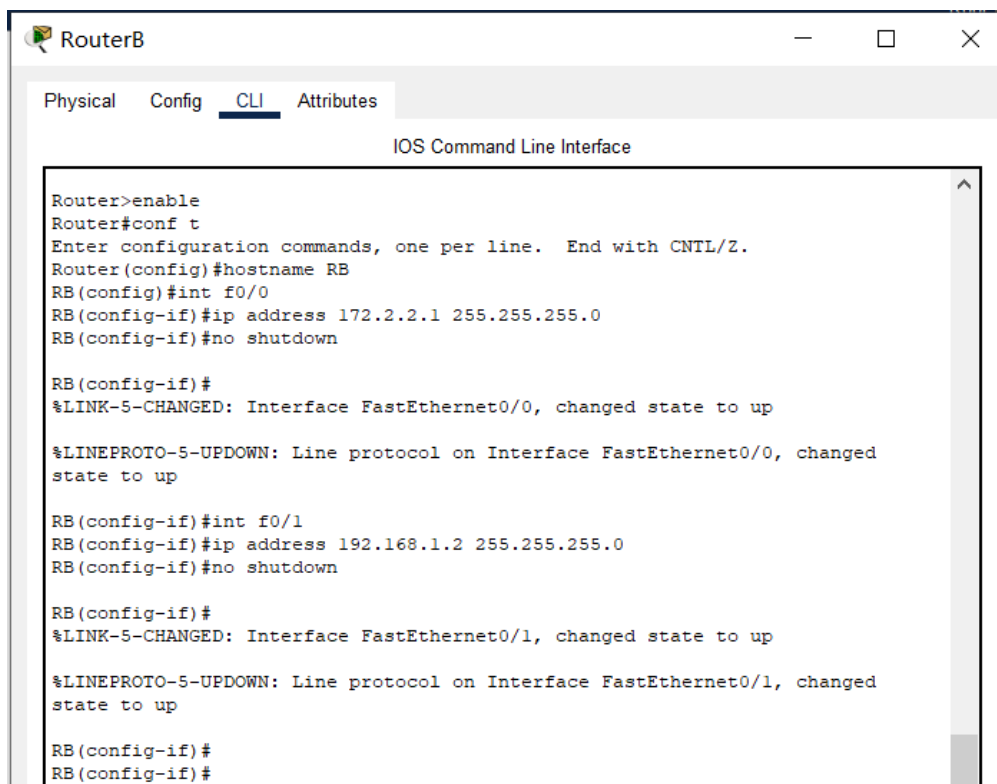 RouterB
Physical Config CLI Attributes
IOS Command Line Interface
Router>enable
Router#conf t
Enter configuration commands, one per line.  End with CNTL/Z.
Router(config)#hostname RB
RB(config)#int f0/0
RB(config-if)#ip address 172.2.2.1 255.255.255.0
RB(config-if)#no shutdown
RB(config-if)#
%LINK-5-CHANGED: Interface FastEthernet0/0, changed state to up
%LINEPROTO-5-UPDOWN: Line protocol on Interface FastEthernet0/0, changed
state to up
RB(config-if)#int f0/1
RB(config-if)#ip address 192.168.1.2 255.255.255.0
RB(config-if)#no shutdown
RB(config-if)#
%LINK-5-CHANGED: Interface FastEthernet0/1, changed state to up
%LINEPROTO-5-UPDOWN: Line protocol on Interface FastEthernet0/1, changed
state to up
RB(config-if)#
RB(config-if)#